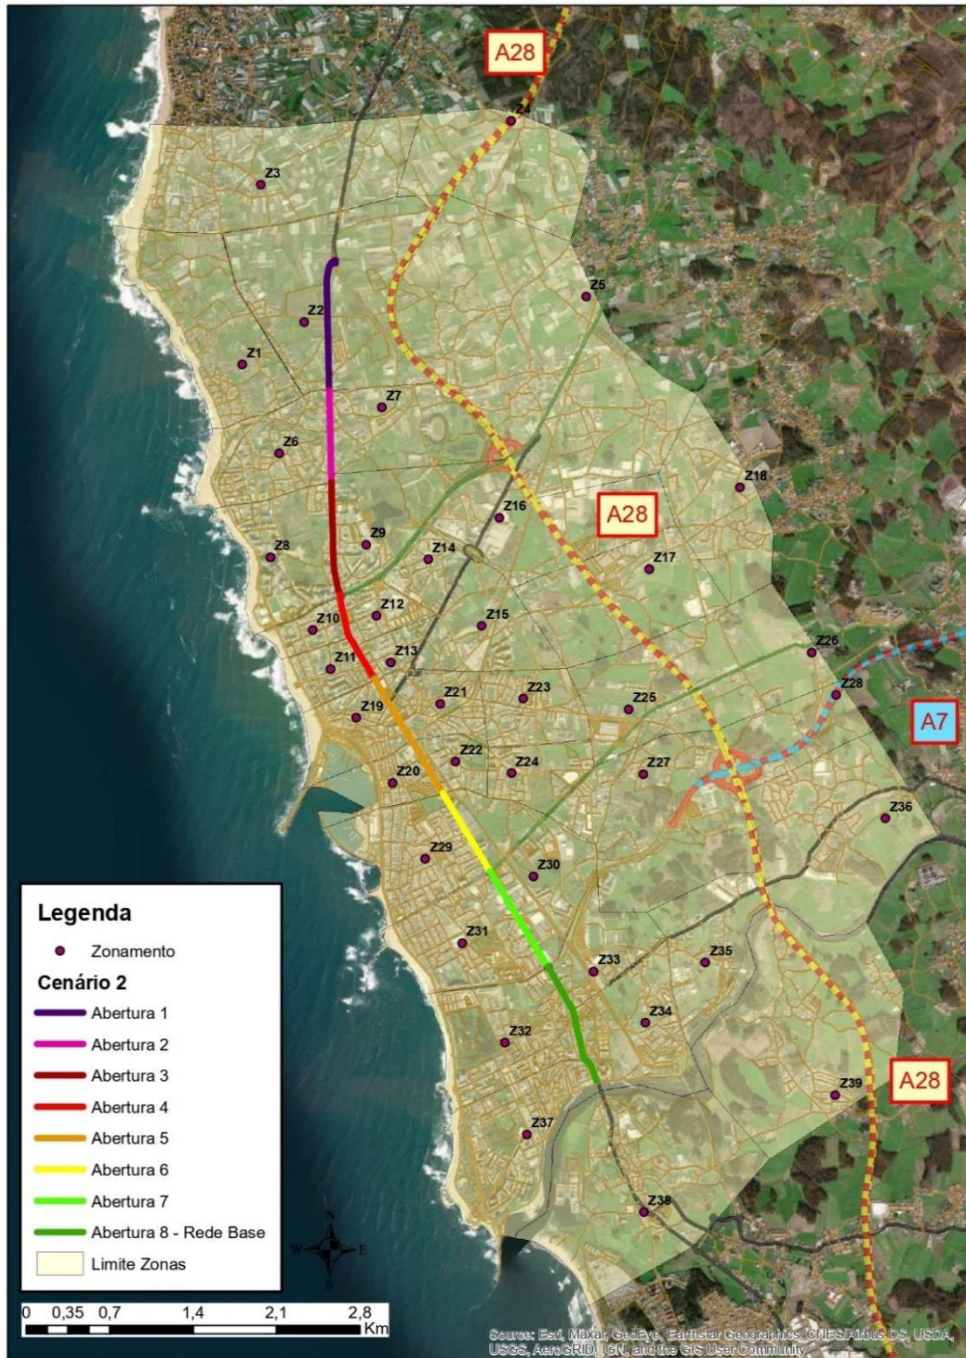 A28
Z4
Z3
Z5
Z2
Z1
Z7
Z6
Z18
A28
Z16
Z9
Z8
Z14
Z17
Z12
Z10
Z15
Z13
Z11
Z26
Z28
Z21
Z23
Z19
Z25
A7
Z22
Z24
Z27
Z20
Z36
Z29
Z30
Legenda
Zonamento
Cenário 2
Abertura 1
Abertura 2
Abertura 3
Abertura 4
Abertura 5
Abertura 6
Abertura 7
Abertura 8 - Rede Base
Limite Zonas
Z31
Z33
Z35
Z34
Z32
A28
Z39
Z37
Z38
N
W E
S
0 0,35 0,7 1,4 2,1 2,8
Km
Source: Esri, Maxar, GeoEye, Earthstar Geographics, CNES/Airbus DS, USDA,
USGS, AeroGRID, IGN, and the GIS User Community